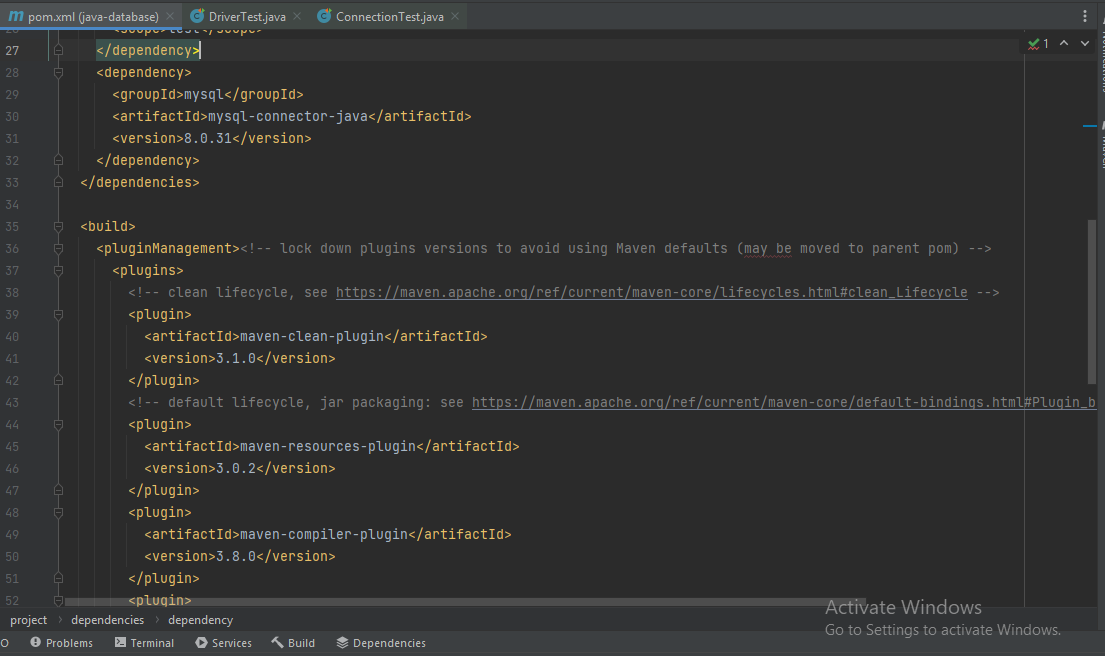 pom.xml (java-database) DriverTest.java ConnectionTest.java
26 <scope>test</scope>
27 </dependency> 1
28 <dependency>
29 <groupId>mysql</groupId>
30 <artifactId>mysql-connector-java</artifactId>
31 <version>8.0.31</version>
32 </dependency>
33 </dependencies>
34
35 <build>
36 <pluginManagement><!-- lock down plugins versions to avoid using Maven defaults (may be moved to parent pom) -->
37 <plugins>
38 <!-- clean lifecycle, see https://maven.apache.org/ref/current/maven-core/lifecycles.html#clean_Lifecycle -->
39 <plugin>
40 <artifactId>maven-clean-plugin</artifactId>
41 <version>3.1.0</version>
42 </plugin>
43 <!-- default lifecycle, jar packaging: see https://maven.apache.org/ref/current/maven-core/default-bindings.html#Plugin_b
44 <plugin>
45 <artifactId>maven-resources-plugin</artifactId>
46 <version>3.0.2</version>
47 </plugin>
48 <plugin>
49 <artifactId>maven-compiler-plugin</artifactId>
50 <version>3.8.0</version>
51 </plugin>
52 <plugin>
Activate Windows
Go to Settings to activate Windows.
project > dependencies > dependency
Problems Terminal Services Build Dependencies